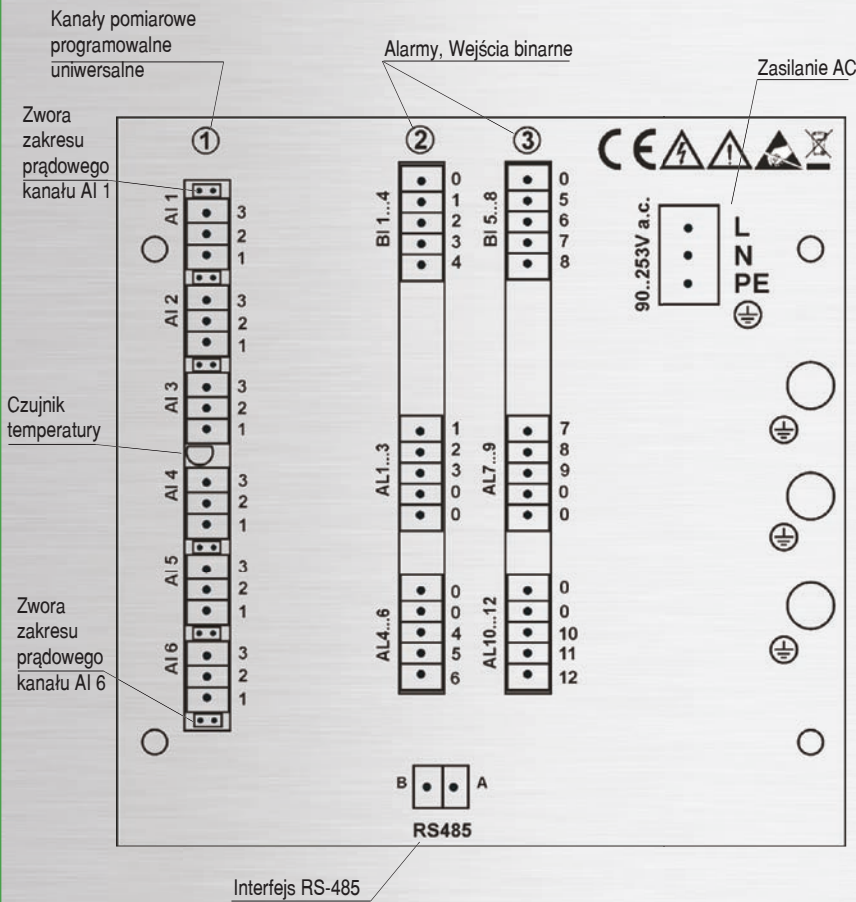 Kanały pomiarowe
programowalne
uniwersalne
Alarmy, Wejścia binarne
Zasilanie AC
Zwora
zakresu
prądowego
kanału AI 1
1
2
3
CE
AI 1
3
2
1
AI 2
3
2
1
AI 3
3
2
1
Czujnik
temperatury
AI 4
3
2
1
AI 5
3
2
1
Zwora
zakresu
prądowego
kanału AI 6
AI 6
3
2
1
BI 1...4
0
1
2
3
4
AL1...3
1
2
3
0
0
AL4...6
0
0
4
5
6
BI 5...8
0
5
6
7
8
AL7...9
7
8
9
0
0
AL10...12
0
0
10
11
12
90..253V a.c.
L
N
PE
B
A
RS485
Interfejs RS-485